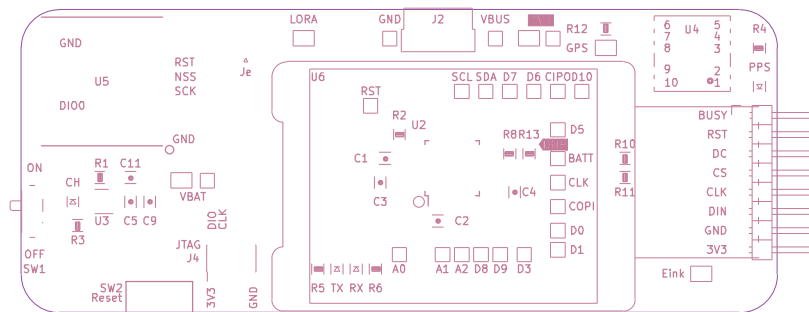 LORA
GND
J2
VBUS
R12
GPS
6 5
7 4
8 3
U4
9 2
10 1
R4
PPS
GND
U5
RST
NSS
SCK
DIO0
Je
U6
RST
SCL SDA D7 D6 CIPO D10
R2
U2
R8 R13
D5
BATT
CLK
COPI
D0
D1
C1
C3
C4
C2
R10
R11
BUSY
RST
DC
CS
CLK
DIN
GND
3V3
Eink
GND
ON
CH
R1
C11
VBAT
U3
C5 C9
R3
OFF
SW1
DIO
CLK
JTAG
J4
SW2
Reset
3V3
GND
A0
A1 A2 D8 D9 D3
R5 TX RX R6